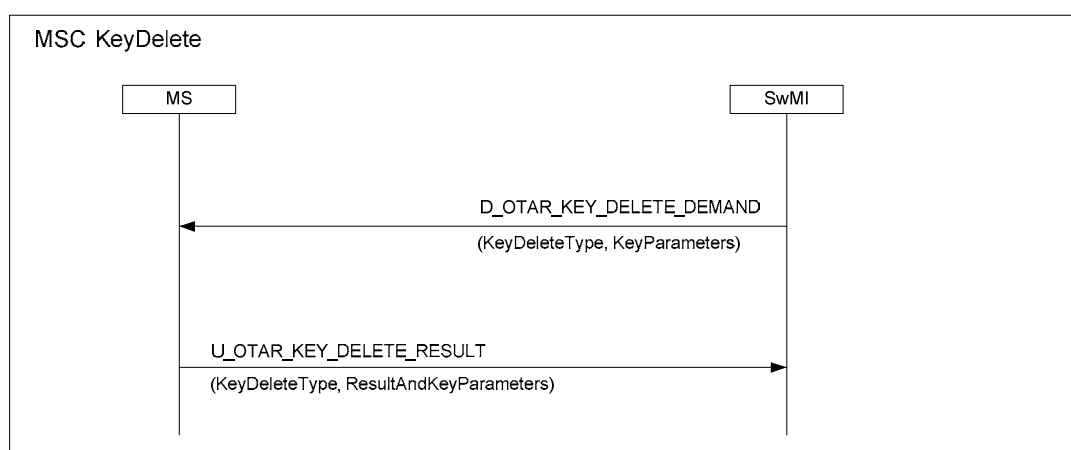 MSC KeyDelete
MS
SwMI
D_OTAR_KEY_DELETE_DEMAND
(KeyDeleteType, KeyParameters)
U_OTAR_KEY_DELETE_RESULT
(KeyDeleteType, ResultAndKeyParameters)